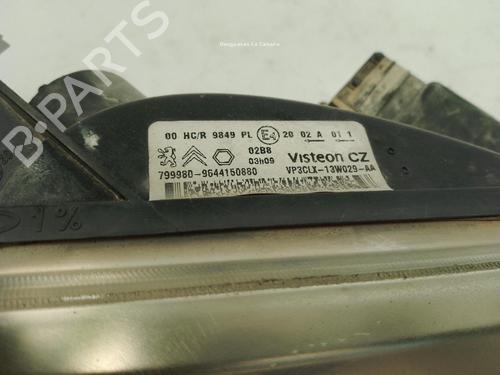 Desguaces La Cabaña
00 HC/R 9849 PL E4 20 02 A 01 1
02B8
03h09
Visteon CZ
79998D-9644150880
VP3CLX-13W029-AA
1%
B-PARTS